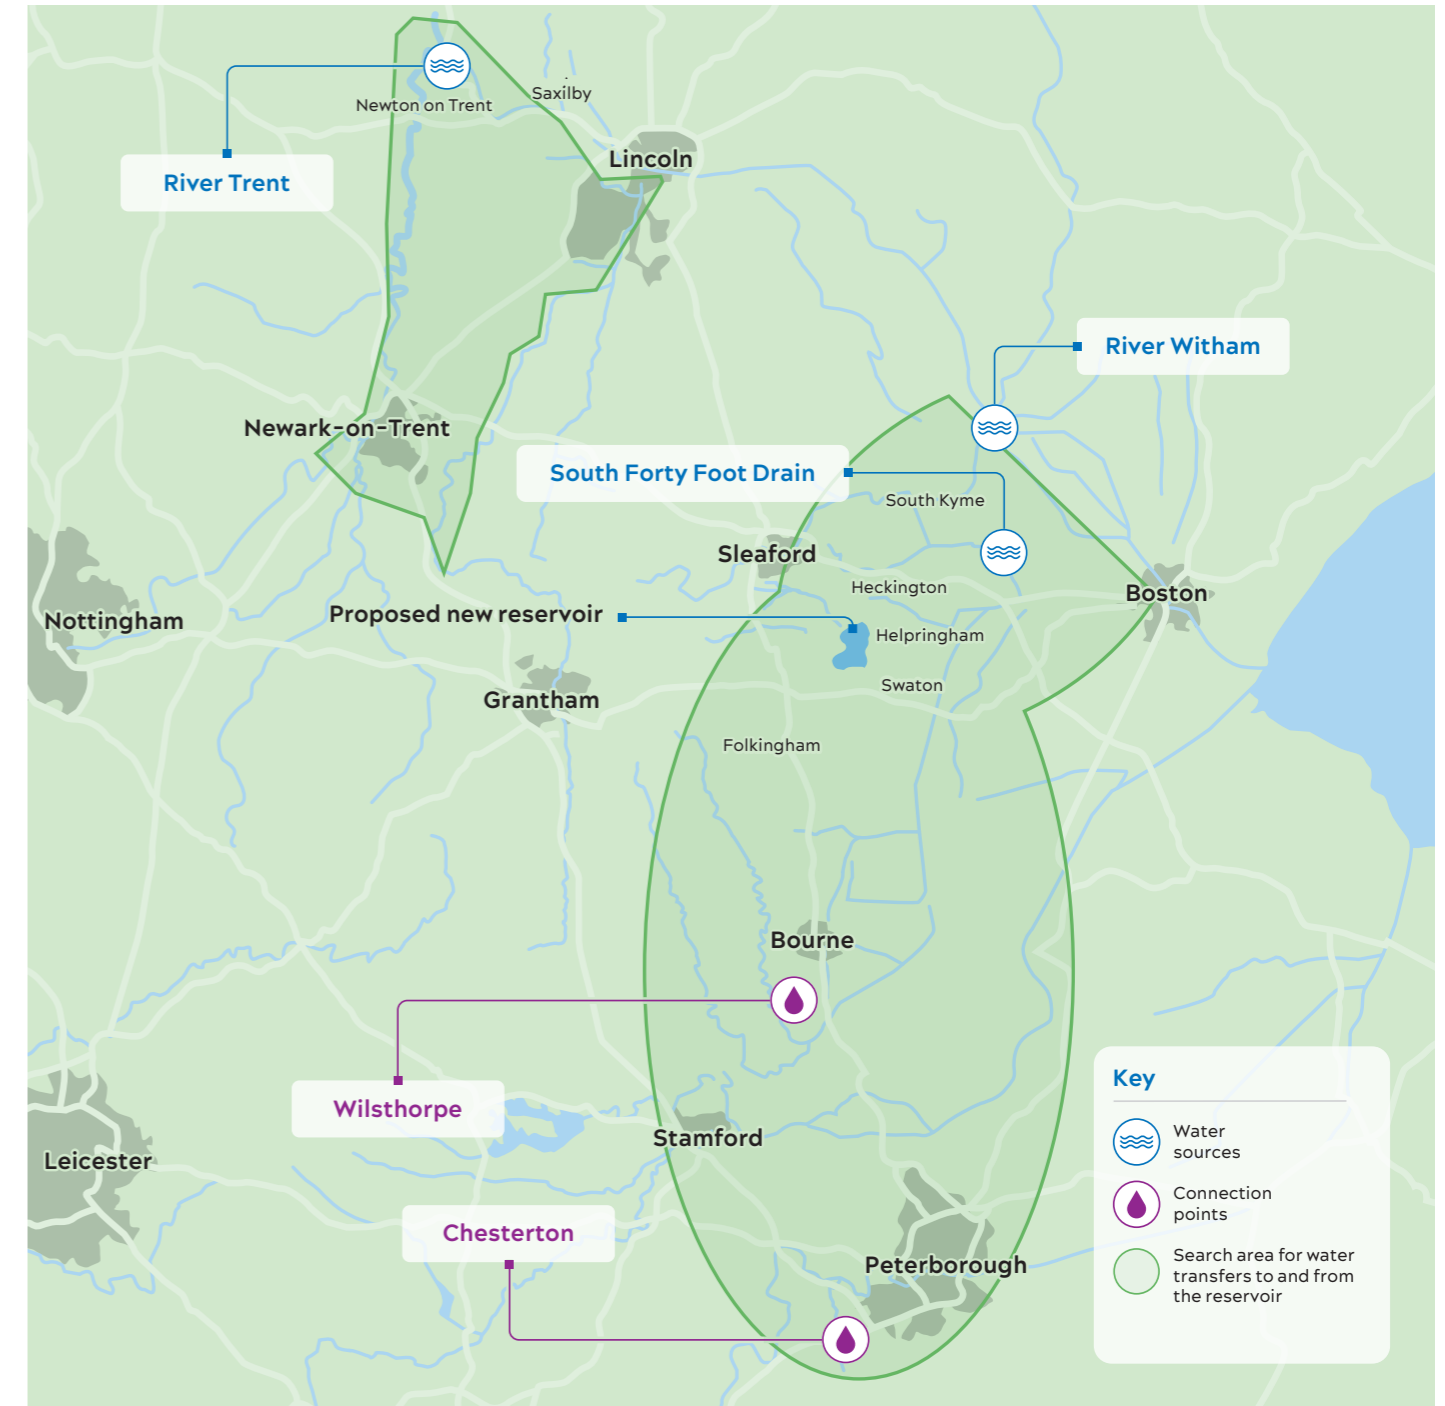 Saxilby
Newton on Trent
Lincoln
River Trent
River Witham
Newark-on-Trent
South Forty Foot Drain
South Kyme
Sleaford
Heckington
Boston
Proposed new reservoir
Nottingham
Helpringham
Swaton
Grantham
Folkingham
Bourne
Wilsthorpe
Stamford
Leicester
Chesterton
Peterborough
Key
Water
sources
Connection
points
Search area for water
transfers to and from
the reservoir